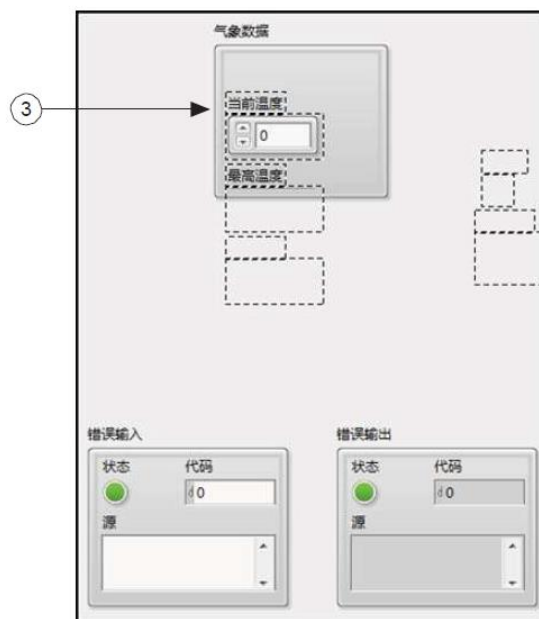 气象数据
3
当前温度
0
最高温度
错误输入
状态 代码
d 0
源
错误输出
状态 代码
d 0
源